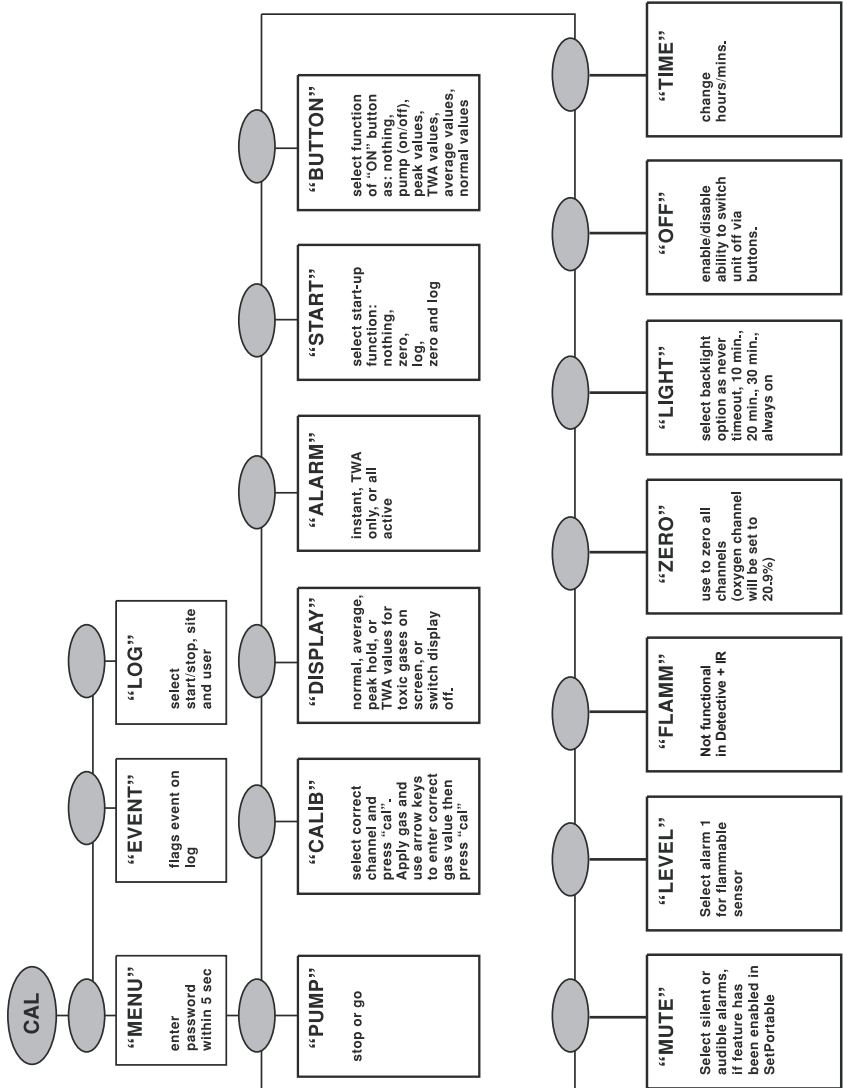 CAL
“MENU”
enter
password
within 5 sec
“EVENT”
flags event on
log
“LOG”
select
start/stop, site
and user
“PUMP”
stop or go
“CALIB”
select correct
channel and
press “cal”-
Apply gas and
use arrow keys
to enter correct
gas value then
press “cal”
“DISPLAY”
normal, average,
peak hold, or
TWA values for
toxic gases on
screen, or
switch display
off.
“ALARM”
instant, TWA
only, or all
active
“START”
select start-up
function:
nothing,
zero,
log,
zero and log
“BUTTON”
select function
of “ON” button
as: nothing,
pump (on/off),
peak values,
TWA values,
average values,
normal values
“MUTE”
Select silent or
audible alarms,
if feature has
been enabled in
SetPortable
“LEVEL”
Select alarm 1
for flammable
sensor
“FLAMM”
Not functional
in Detective + IR
“ZERO”
use to zero all
channels
(oxygen channel
will be set to
20.9%)
“LIGHT”
select backlight
option as never
timeout, 10 min.,
20 min., 30 min.,
always on
“OFF”
enable/disable
ability to switch
unit off via
buttons.
“TIME”
change
hours/mins.